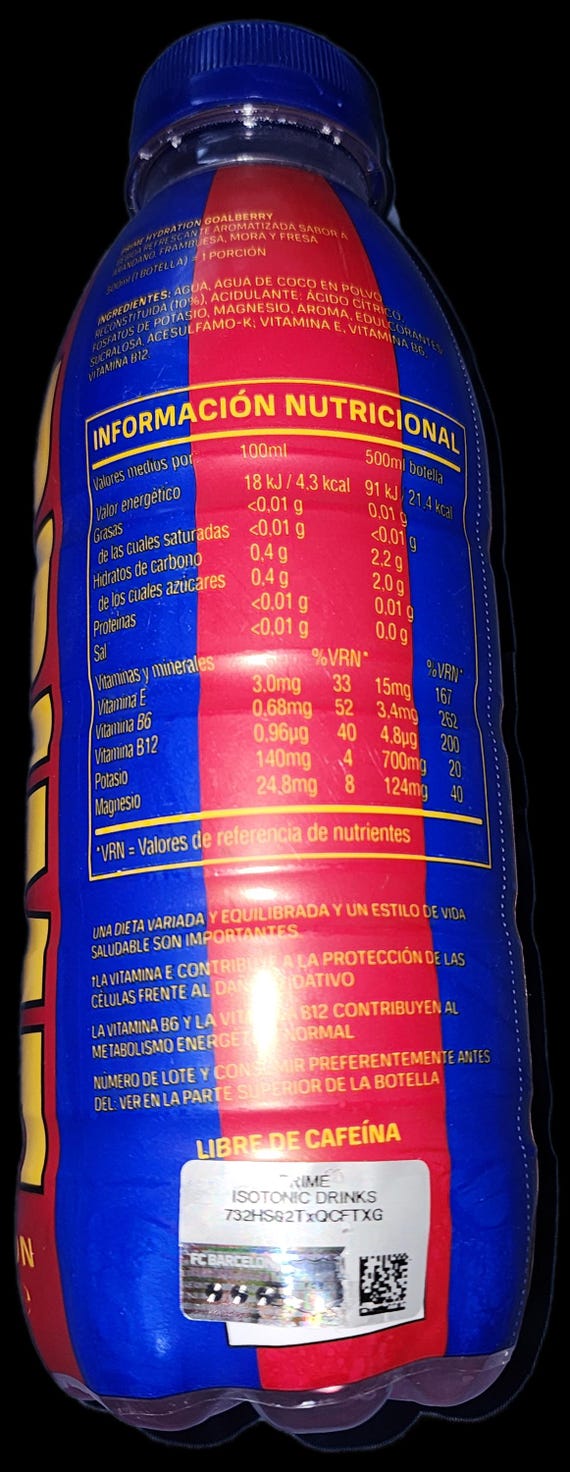 PRIME HYDRATION GOALBERRY
BEBIDA REFRESCANTE AROMATIZADA SABOR A
ARÁNDANO, FRAMBUESA, MORA Y FRESA
500ml (1 BOTELLA) = 1 PORCIÓN
INGREDIENTES: AGUA, AGUA DE COCO EN POLVO
RECONSTITUIDA (10%), ACIDULANTE: ÁCIDO CÍTRICO,
FOSFATOS DE POTASIO, MAGNESIO, AROMA, EDULCORANTES
SUCRALOSA, ACESULFAMO-K; VITAMINA E, VITAMINA B6,
VITAMINA B12.
INFORMACIÓN NUTRICIONAL
Valores medios por 100ml 500ml botella
Valor energético 18 kJ / 4.3 kcal 91 kJ / 21.4 kcal
Grasas <0,01 g 0,01 g
de las cuales saturadas <0,01 g <0.01 g
Hidratos de carbono 0,4 g 2,2 g
de los cuales azúcares 0,4 g 2,0 g
Proteínas <0.01 g 0.01 g
Sal <0.01 g 0.0 g
Vitaminas y minerales %VRN* %VRN*
Vitamina E 3,0mg 33 15mg 167
Vitamina B6 0,68mg 52 3,4mg 262
Vitamina B12 0,96µg 40 4,8µg 200
Potasio 140mg 4 700mg 20
Magnesio 24,8mg 8 124mg 40
*VRN = Valores de referencia de nutrientes
UNA DIETA VARIADA Y EQUILIBRADA Y UN ESTILO DE VIDA
SALUDABLE SON IMPORTANTES
†LA VITAMINA E CONTRIBUYE A LA PROTECCIÓN DE LAS
CÉLULAS FRENTE AL DAÑO OXIDATIVO
LA VITAMINA B6 Y LA VITAMINA B12 CONTRIBUYEN AL
METABOLISMO ENERGÉTICO NORMAL
NÚMERO DE LOTE Y CONSUMIR PREFERENTEMENTE ANTES
DEL: VER EN LA PARTE SUPERIOR DE LA BOTELLA
LIBRE DE CAFEÍNA
PRIME
ISOTONIC DRINKS
FC BARCELONA